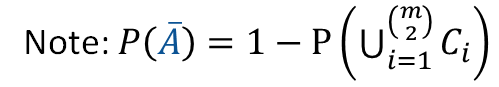 Note: P(Ā) = 1 − P(⋃_{i=1}^{\binom{m}{2}} C_i)